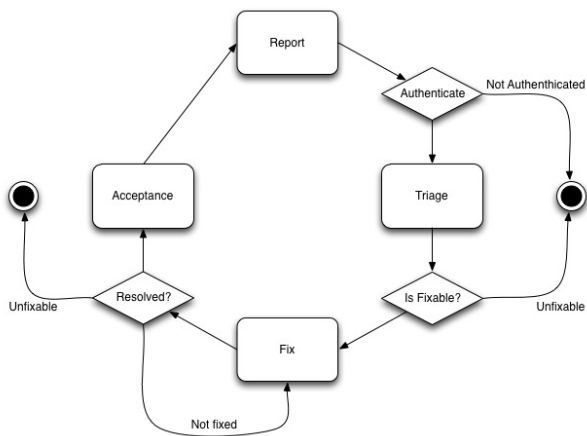 Report
Authenticate
Not Authenthicated
Acceptance
Triage
Unfixable
Resolved?
Is Fixable?
Unfixable
Fix
Not fixed